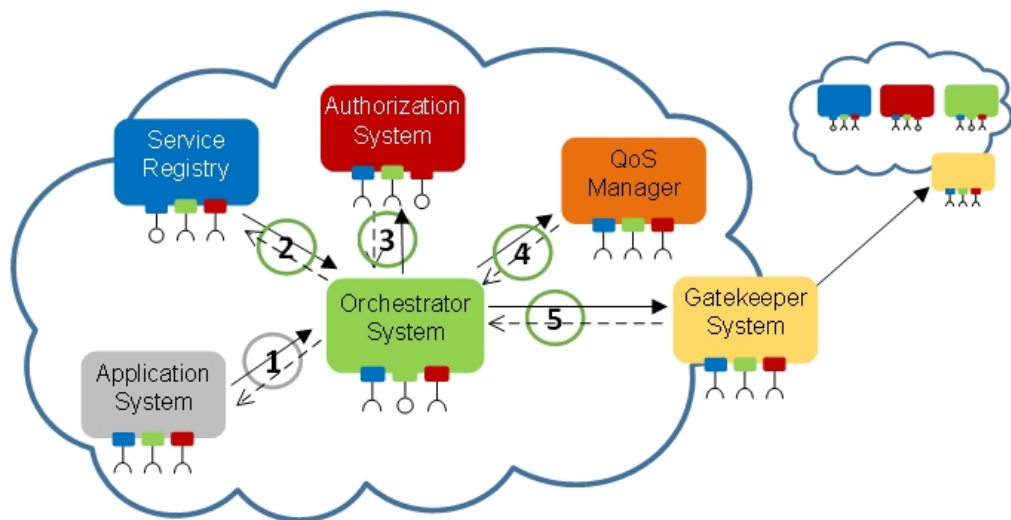 Authorization
System
Service
Registry
QoS
Manager
2
3
4
Orchestrator
System
5
Gatekeeper
System
1
Application
System